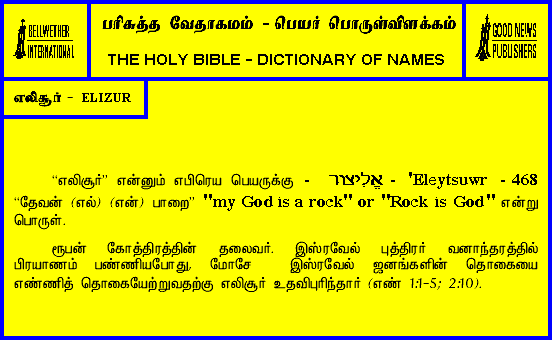 BELLWETHER
INTERNATIONAL
பரிசுத்த வேதாகமம் - பெயர் பொருள்விளக்கம்
THE HOLY BIBLE - DICTIONARY OF NAMES
GOOD NEWS
PUBLISHERS
எலிசூர் - ELIZUR
“எலிசூர்” என்னும் எபிரெய பெயருக்கு - אֱלִיצוּר - 'Eleytsuwr - 468
“தேவன் (எல்) (என்) பாறை” "my God is a rock" or "Rock is God" என்று
பொருள்.
ரூபன் கோத்திரத்தின் தலைவர். இஸ்ரவேல் புத்திரர் வனாந்தரத்தில்
பிரயாணம் பண்ணியபோது, மோசே இஸ்ரவேல் ஜனங்களின் தொகையை
எண்ணித் தொகையேற்றுவதற்கு எலிசூர் உதவிபுரிந்தார் (எண் 1:1-5; 2:10).